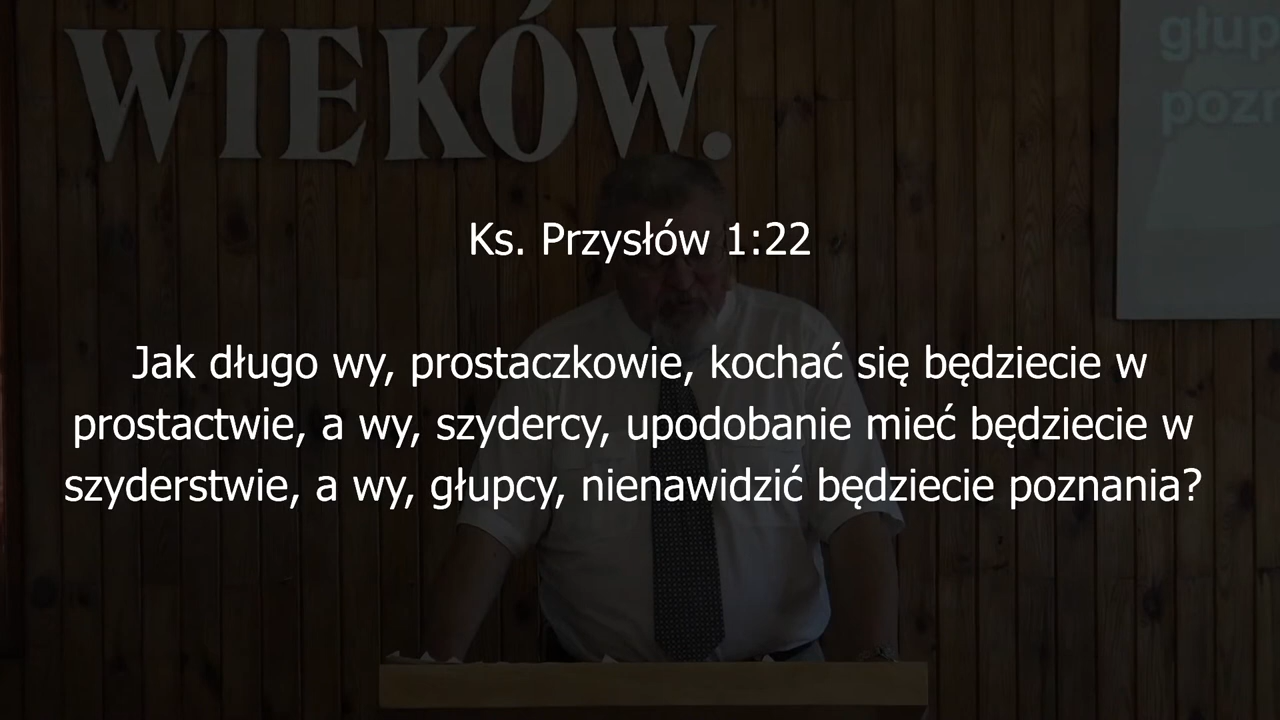 WIEKÓW.
głup
pozn
Ks. Przysłów 1:22
Jak długo wy, prostaczkowie, kochać się będziecie w
prostactwie, a wy, szydercy, upodobanie mieć będziecie w
szyderstwie, a wy, głupcy, nienawidzić będziecie poznania?